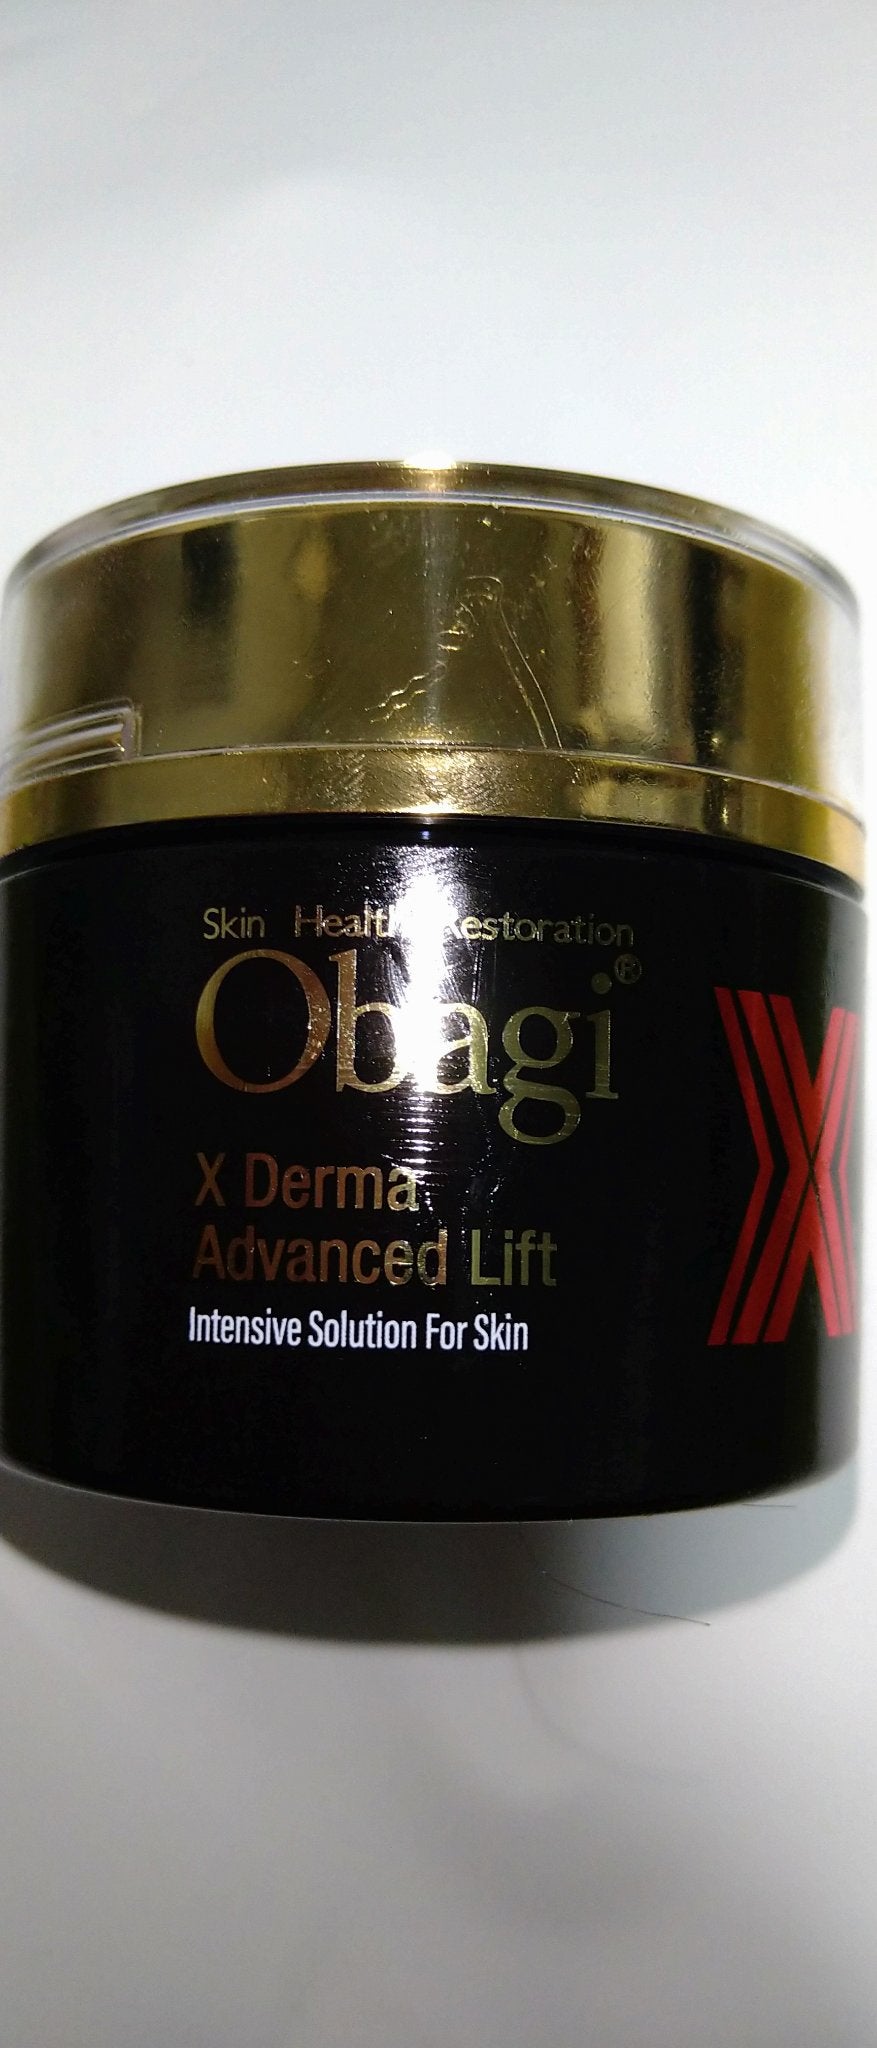 Skin Health Restoration
Obagi®
X Derma
Advanced Lift
Intensive Solution For Skin
X